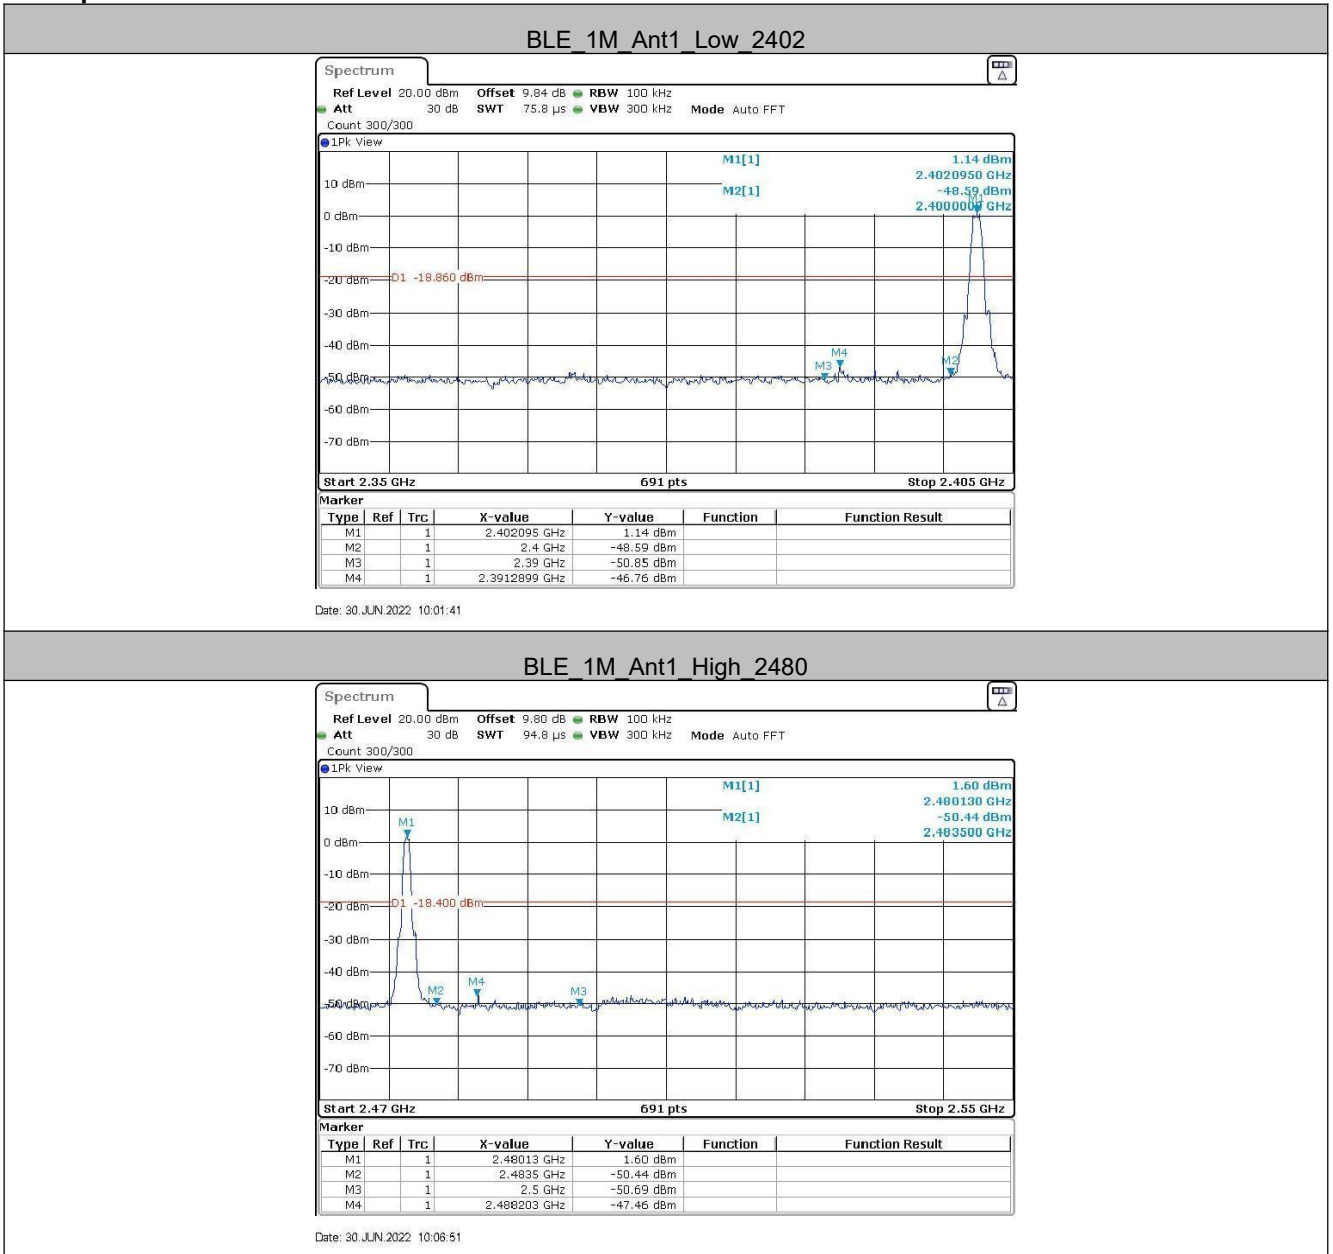 BLE_1M_Ant1_Low_2402
Spectrum
Ref Level 20.00 dBm Offset 9.84 dB RBW 100 kHz
Att 30 dB SWT 75.8 µs VBW 300 kHz Mode Auto FFT
Count 300/300
1Pk View
M1[1] 1.14 dBm
2.4020950 GHz
10 dBm
M2[1] -48.59 dBm
2.4000000 GHz
M1
0 dBm
-10 dBm
D1 -18.860 dBm
-20 dBm
-30 dBm
-40 dBm
M4
M3
M2
-50 dBm
-60 dBm
-70 dBm
Start 2.35 GHz 691 pts Stop 2.405 GHz
Marker
Type Ref Trc X-value Y-value Function Function Result
M1 1 2.402095 GHz 1.14 dBm
M2 1 2.4 GHz -48.59 dBm
M3 1 2.39 GHz -50.85 dBm
M4 1 2.3912899 GHz -46.76 dBm
Date: 30.JUN.2022 10:01:41
BLE_1M_Ant1_High_2480
Spectrum
Ref Level 20.00 dBm Offset 9.80 dB RBW 100 kHz
Att 30 dB SWT 94.8 µs VBW 300 kHz Mode Auto FFT
Count 300/300
1Pk View
M1[1] 1.60 dBm
2.480130 GHz
10 dBm
M2[1] -50.44 dBm
2.483500 GHz
M1
0 dBm
-10 dBm
D1 -18.400 dBm
-20 dBm
-30 dBm
-40 dBm
M4
M2
M3
-50 dBm
-60 dBm
-70 dBm
Start 2.47 GHz 691 pts Stop 2.55 GHz
Marker
Type Ref Trc X-value Y-value Function Function Result
M1 1 2.48013 GHz 1.60 dBm
M2 1 2.4835 GHz -50.44 dBm
M3 1 2.5 GHz -50.69 dBm
M4 1 2.488203 GHz -47.46 dBm
Date: 30.JUN.2022 10:06:51